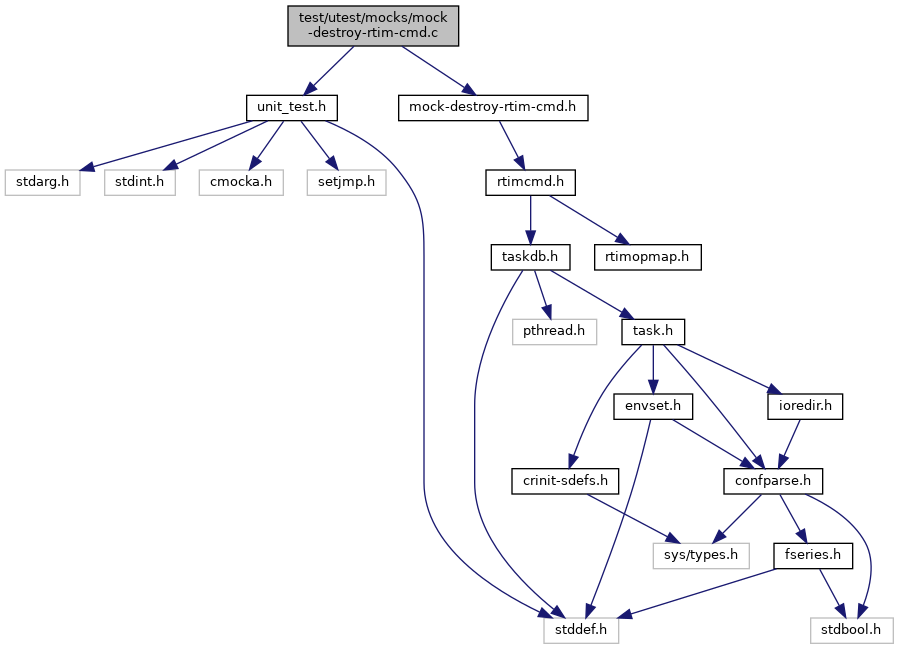 test/utest/mocks/mock
-destroy-rtim-cmd.c
unit_test.h
mock-destroy-rtim-cmd.h
stdarg.h
stdint.h
cmocka.h
setjmp.h
rtimcmd.h
taskdb.h
rtimopmap.h
pthread.h
task.h
envset.h
ioredir.h
crinit-sdefs.h
confparse.h
sys/types.h
fseries.h
stddef.h
stdbool.h